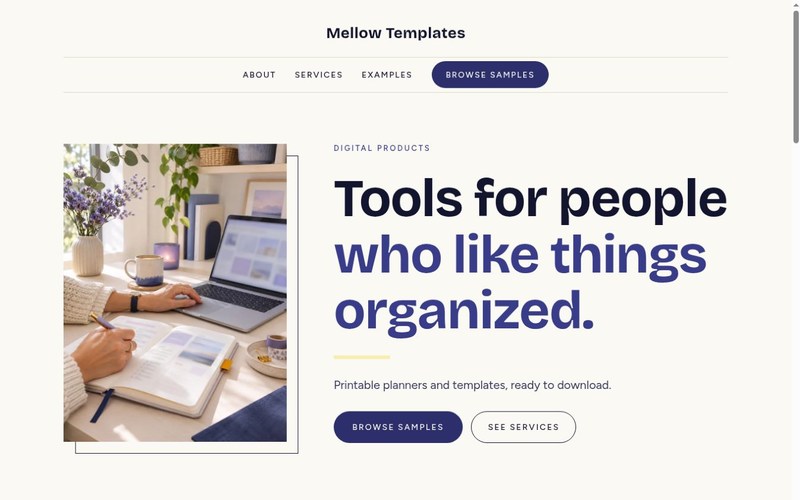 Mellow Templates
ABOUT SERVICES EXAMPLES BROWSE SAMPLES
DIGITAL PRODUCTS
Tools for people
who like things
organized.
Printable planners and templates, ready to download.
BROWSE SAMPLES SEE SERVICES